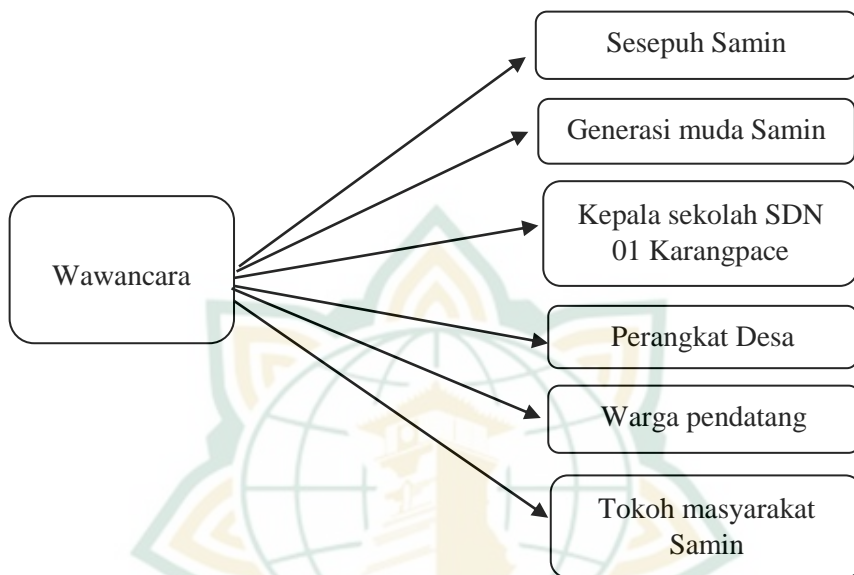 Sesepuh Samin
Generasi muda Samin
Kepala sekolah SDN
01 Karangpace
Wawancara
Perangkat Desa
Warga pendatang
Tokoh masyarakat
Samin